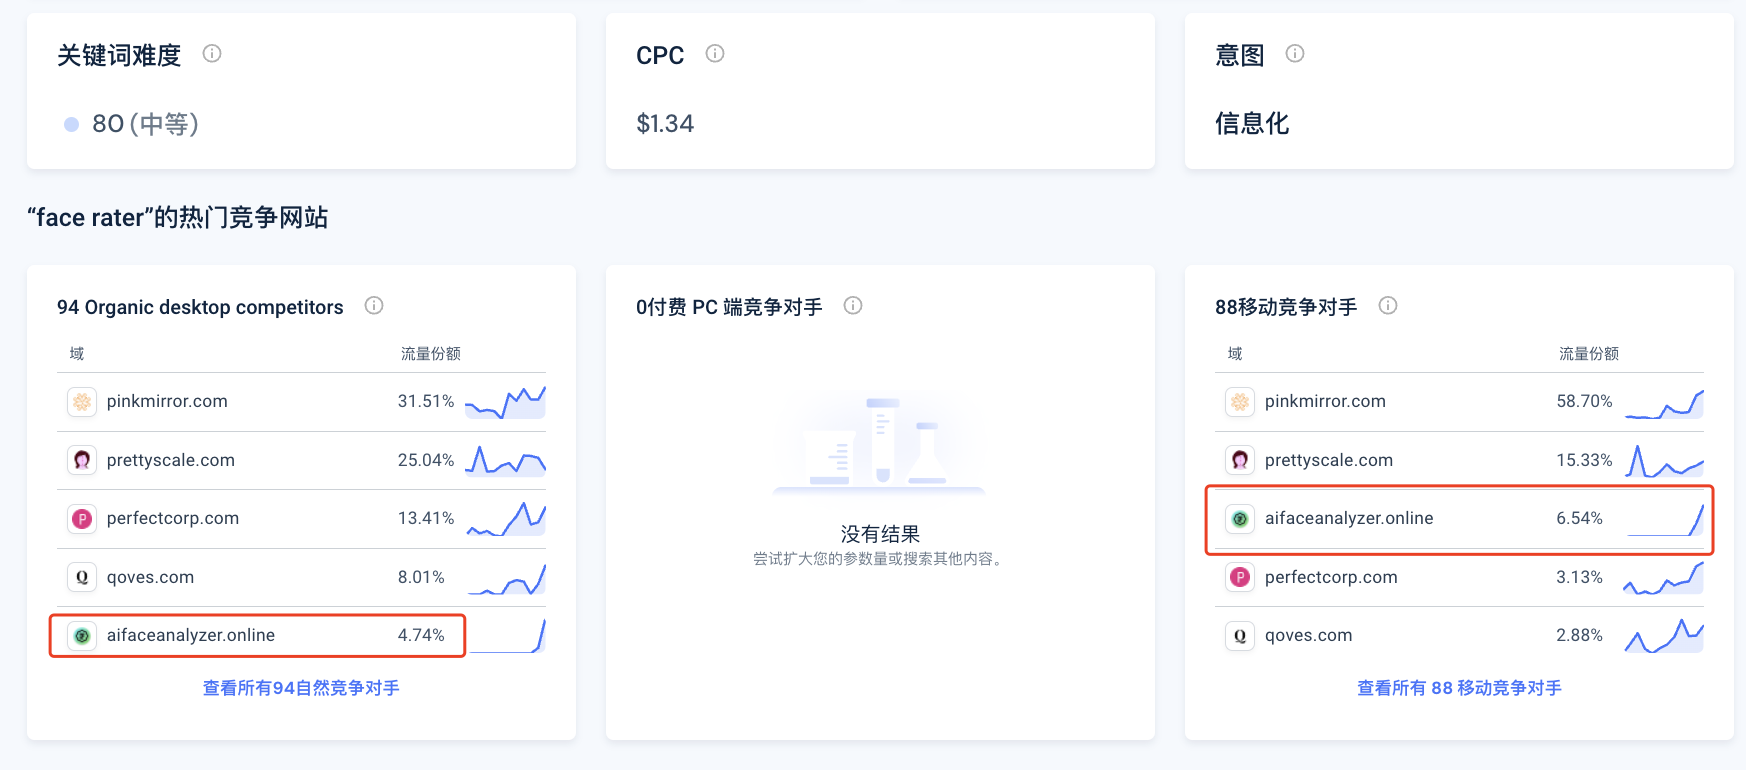 关键词难度
80 (中等)
CPC
$1.34
意图
信息化
“face rater”的热门竞争网站
94 Organic desktop competitors
域 流量份额
pinkmirror.com 31.51%
prettyscale.com 25.04%
perfectcorp.com 13.41%
qoves.com 8.01%
aifaceanalyzer.online 4.74%
查看所有94自然竞争对手
0付费 PC 端竞争对手
没有结果
尝试扩大您的参数量或搜索其他内容。
88移动竞争对手
域 流量份额
pinkmirror.com 58.70%
prettyscale.com 15.33%
aifaceanalyzer.online 6.54%
P perfectcorp.com 3.13%
Q qoves.com 2.88%
查看所有 88 移动竞争对手